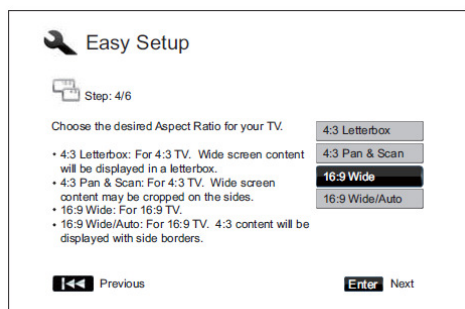 Easy Setup
Step: 4/6
Choose the desired Aspect Ratio for your TV.
• 4:3 Letterbox: For 4:3 TV. Wide screen content
will be displayed in a letterbox.
• 4:3 Pan & Scan: For 4:3 TV. Wide screen
content may be cropped on the sides.
• 16:9 Wide: For 16:9 TV.
• 16:9 Wide/Auto: For 16:9 TV. 4:3 content will be
displayed with side borders.
4:3 Letterbox
4:3 Pan & Scan
16:9 Wide
16:9 Wide/Auto
Previous
Enter Next